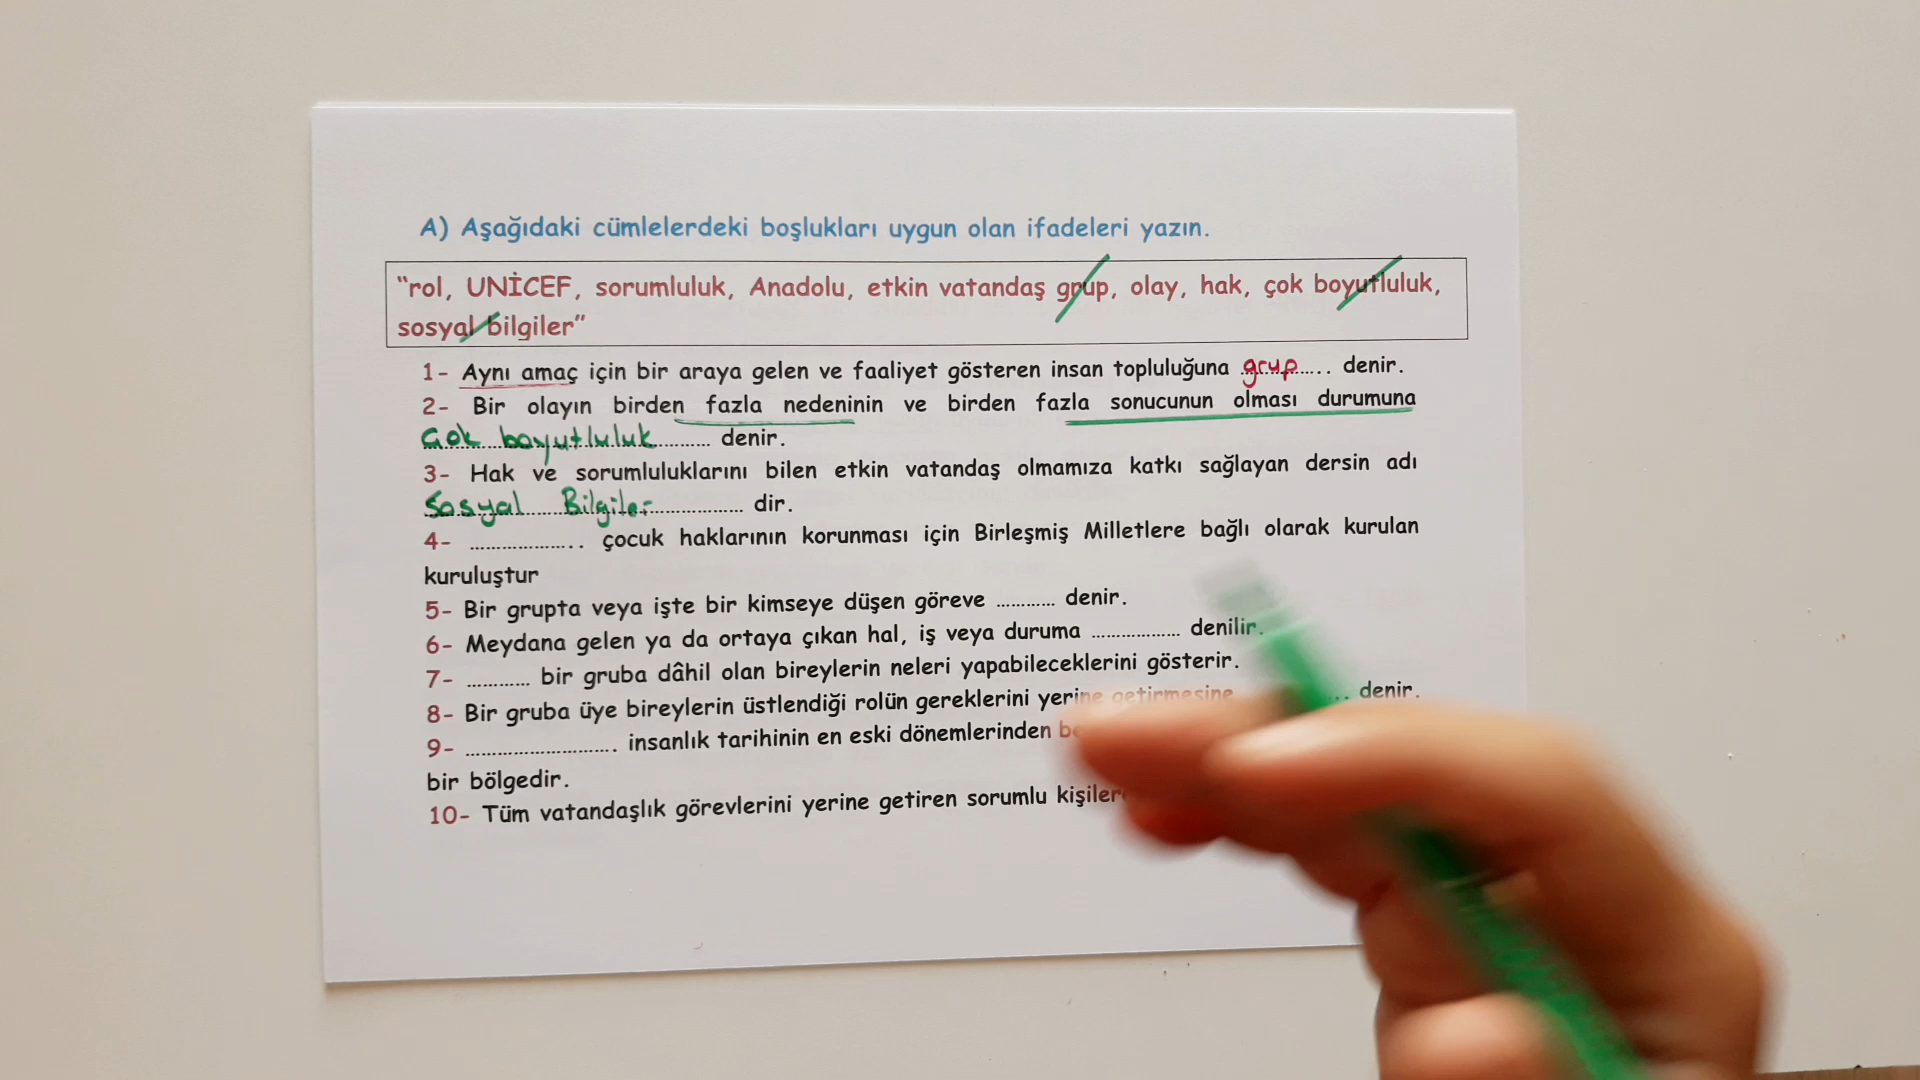 A) Aşağıdaki cümlelerdeki boşlukları uygun olan ifadeleri yazın.
“rol, UNİCEF, sorumluluk, Anadolu, etkin vatandaş grup, olay, hak, çok boyutluluk,
sosyal bilgiler”
1- Aynı amaç için bir araya gelen ve faaliyet gösteren insan topluluğuna grup... denir.
2- Bir olayın birden fazla nedeninin ve birden fazla sonucunun olması durumuna
Çok boyutluluk......... denir.
3- Hak ve sorumluluklarını bilen etkin vatandaş olmamıza katkı sağlayan dersin adı
Sosyal Bilgiler............... dir.
4- .................. çocuk haklarının korunması için Birleşmiş Milletlere bağlı olarak kurulan
kuruluştur
5- Bir grupta veya işte bir kimseye düşen göreve ............ denir.
6- Meydana gelen ya da ortaya çıkan hal, iş veya duruma .................. denilir.
7- ............ bir gruba dâhil olan bireylerin neleri yapabileceklerini gösterir.
8- Bir gruba üye bireylerin üstlendiği rolün gereklerini yerine getirmesine .. denir.
9- ............................ insanlık tarihinin en eski dönemlerinden
bir bölgedir.
10- Tüm vatandaşlık görevlerini yerine getiren sorumlu